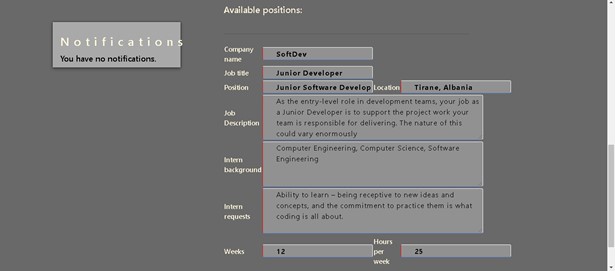 Available positions:
Notifications
You have no notifications.
Company name SoftDev
Job title Junior Developer
Position Junior Software Develop Location Tirane, Albania
Job Description
As the entry-level role in development teams, your job as
a Junior Developer is to support the project work your
team is responsible for delivering. The nature of this
could vary enormously
Intern background
Computer Engineering, Computer Science, Software
Engineering
Intern requests
Ability to learn – being receptive to new ideas and
concepts, and the commitment to practice them is what
coding is all about.
Weeks 12 Hours per week 25